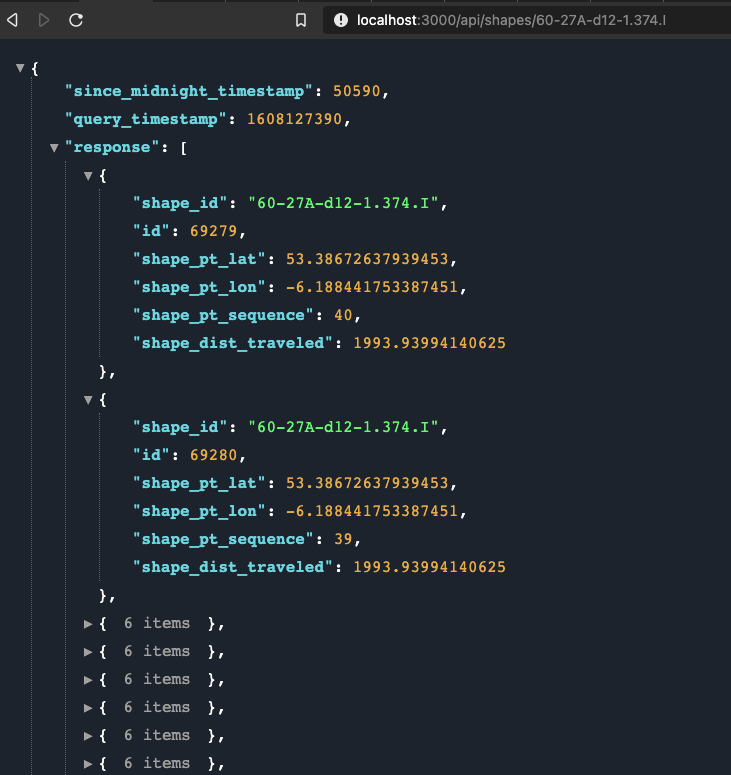 localhost:3000/api/shapes/60-27A-d12-1.374.I
{
"since_midnight_timestamp": 50590,
"query_timestamp": 1608127390,
"response": [
{
"shape_id": "60-27A-d12-1.374.I",
"id": 69279,
"shape_pt_lat": 53.38672637939453,
"shape_pt_lon": -6.188441753387451,
"shape_pt_sequence": 40,
"shape_dist_traveled": 1993.93994140625
},
{
"shape_id": "60-27A-d12-1.374.I",
"id": 69280,
"shape_pt_lat": 53.38672637939453,
"shape_pt_lon": -6.188441753387451,
"shape_pt_sequence": 39,
"shape_dist_traveled": 1993.93994140625
},
{ 6 items },
{ 6 items },
{ 6 items },
{ 6 items },
{ 6 items },
{ 6 items },